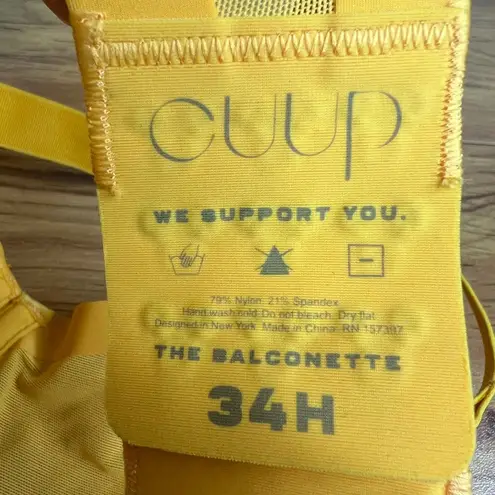 CUUP
WE SUPPORT YOU.
79% Nylon. 21% Spandex
Hand wash cold Do not bleach. Dry flat
Designed in New York. Made in China. RN 157397
THE BALCONETTE
34H